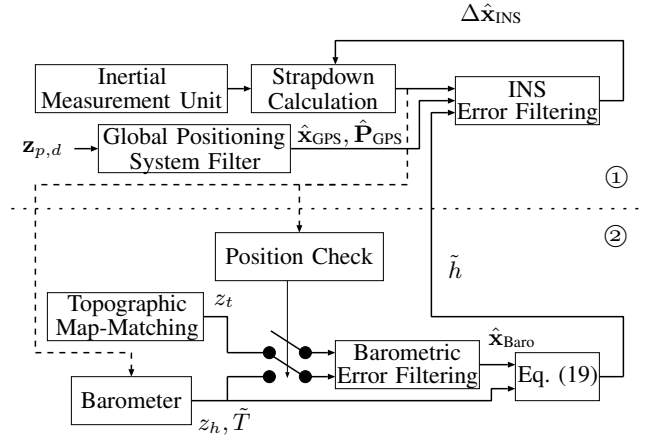 Δx̂_INS
Inertial
Measurement Unit
Strapdown
Calculation
INS
Error Filtering
z_{p,d}
Global Positioning
System Filter
x̂_GPS, P̂_GPS
①
②
Position Check
h̃
Topographic
Map-Matching
z_t
Barometric
Error Filtering
x̂_Baro
Eq. (19)
Barometer
z_h, T̃